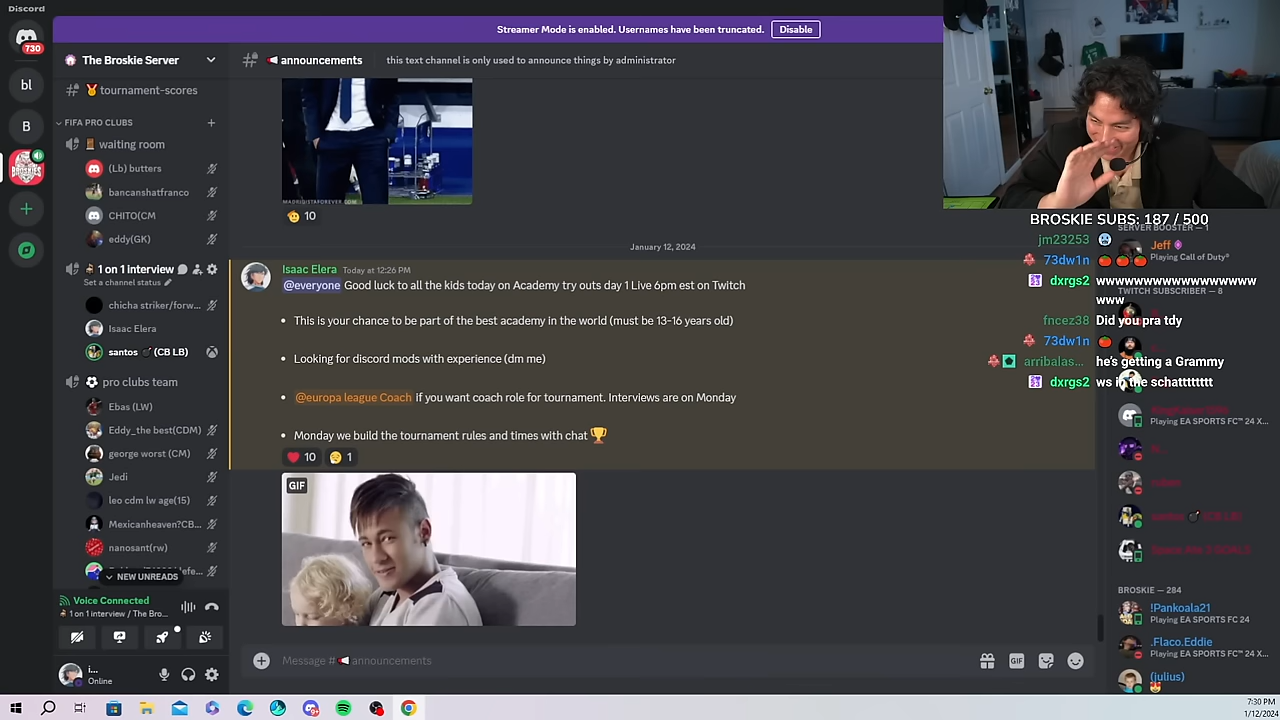 Discord
Streamer Mode is enabled. Usernames have been truncated.
Disable
730
bl
B
The Broskie Server
tournament-scores
FIFA PRO CLUBS
waiting room
(Lb) butters
bancanshatfranco
CHITO(CM
eddy(GK)
1 on 1 interview
Set a channel status
chicha striker/forw...
Isaac Elera
santos 💣 (CB LB)
pro clubs team
Ebas (LW)
Eddy_the best(CDM)
george worst (CM)
Jedi
leo cdm lw age(15)
Mexicanheaven?CB...
nanosant(rw)
NEW UNREADS
Voice Connected
1 on 1 interview / The Bro...
i...
Online
announcements
this text channel is only used to announce things by administrator
MADRIDISTAFOREVER.COM
10
January 12, 2024
Isaac Elera Today at 12:26 PM
@everyone Good luck to all the kids today on Academy try outs day 1 Live 6pm est on Twitch
• This is your chance to be part of the best academy in the world (must be 13-16 years old)
• Looking for discord mods with experience (dm me)
• @europa league Coach if you want coach role for tournament. Interviews are on Monday
• Monday we build the tournament rules and times with chat 🏆
10 1
GIF
Message # 📢 announcements
GIF
BROSKIE SUBS: 187 / 500
SERVER BOOSTER — 1
jm23253
Jeff
Playing Call of Duty®
73dw1n
dxrgs2 wwwwwwwwwwwwwwwwww
www
TWITCH SUBSCRIBER — 8
fncez38 Did you pra tdy
73dw1n
arribalas... he's getting a Grammy
dxrgs2 ws in the schattttttt
Playing EA SPORTS FC™ 24 X...
BROSKIE — 284
!Pankoala21
Playing EA SPORTS FC 24
.Flaco.Eddie
Playing EA SPORTS FC™ 24 X...
(julius)
7:30 PM
1/12/2024